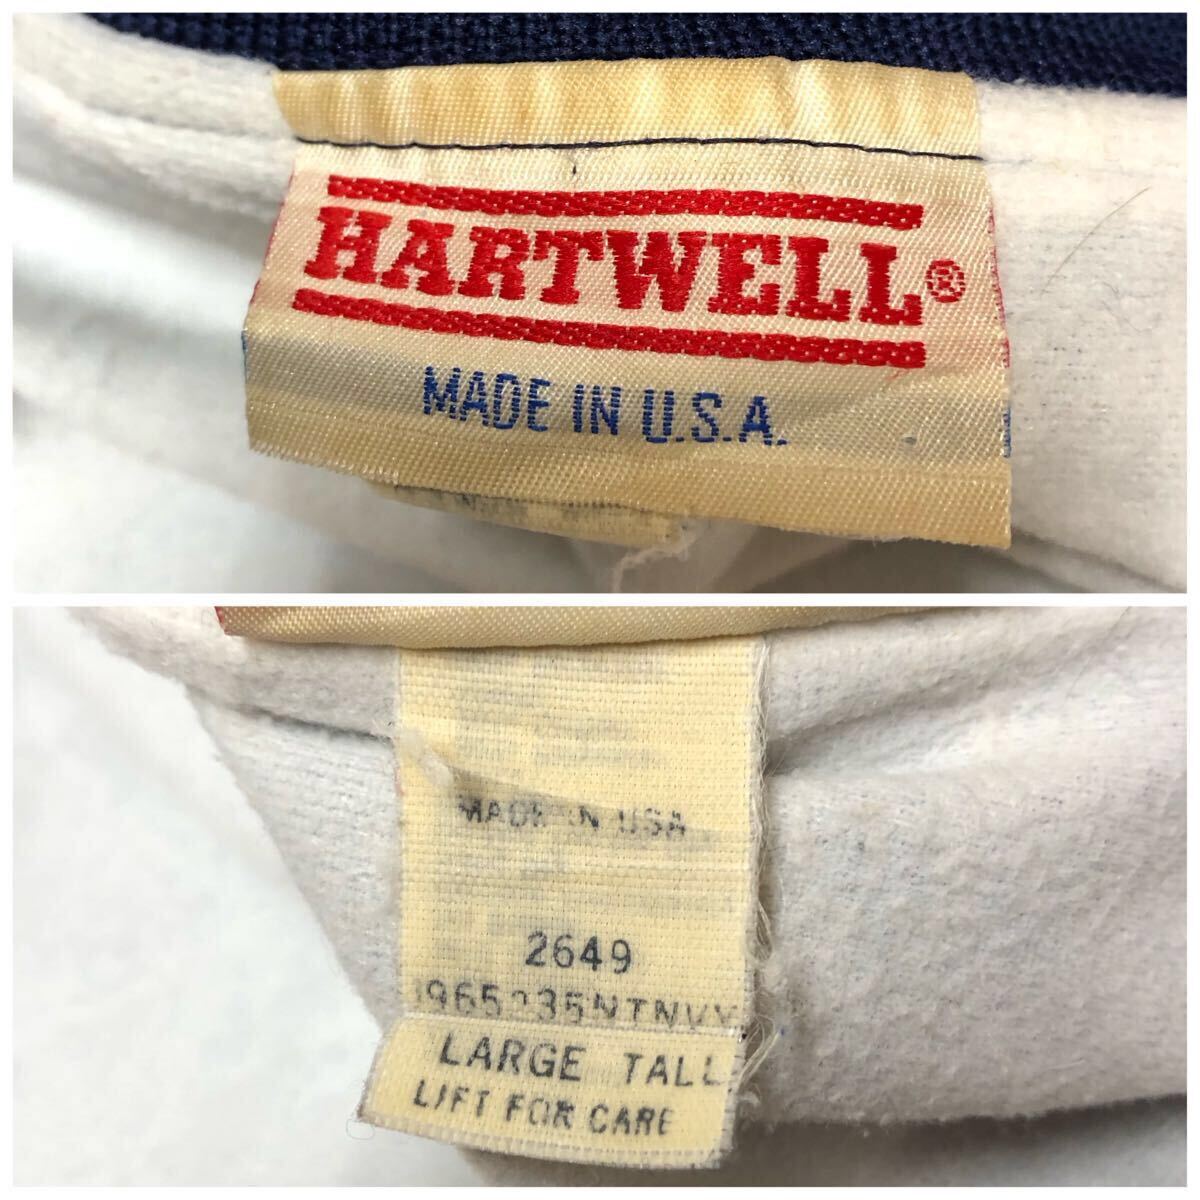 HARTWELL®
MADE IN U.S.A.
MADE IN USA
2649
LARGE TALL
LIFT FOR CARE